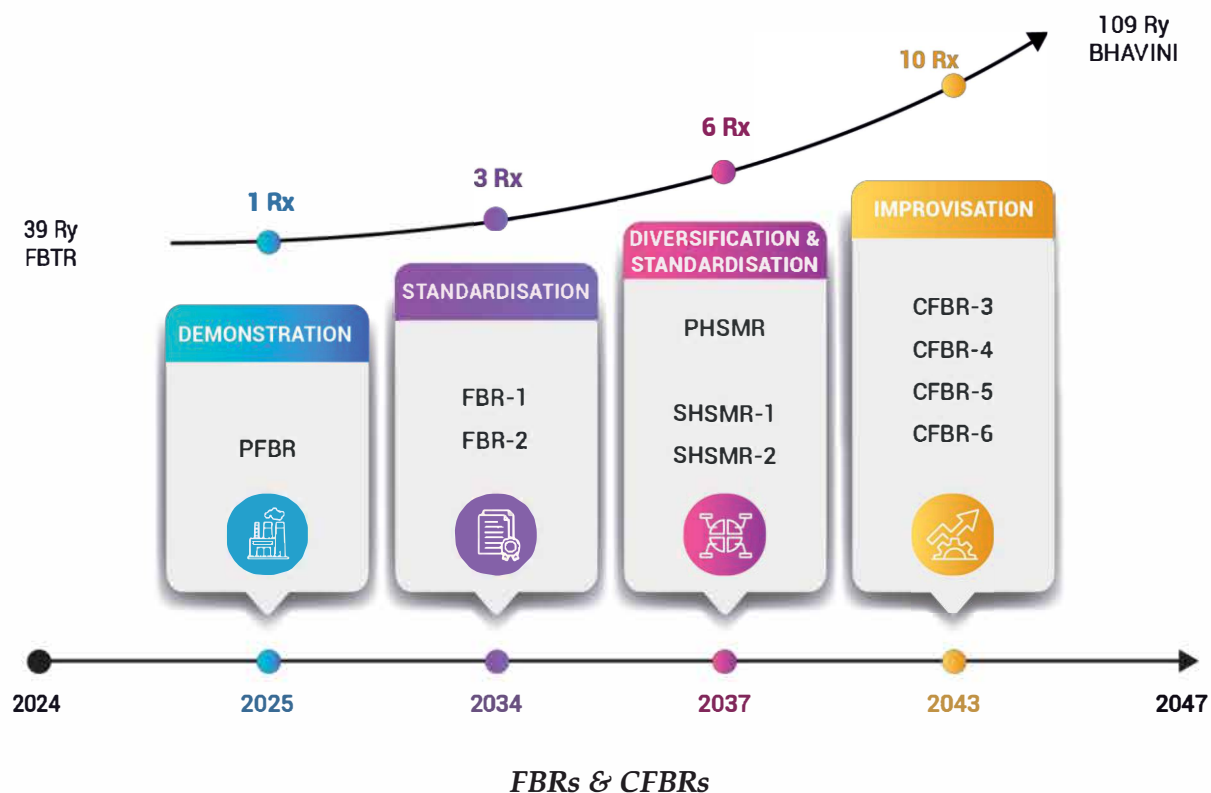 109 Ry
BHAVINI
10 Rx
6 Rx
3 Rx
1 Rx
39 Ry
FBTR
DEMONSTRATION
PFBR
STANDARDISATION
FBR-1
FBR-2
DIVERSIFICATION &
STANDARDISATION
PHSMR
SHSMR-1
SHSMR-2
IMPROVISATION
CFBR-3
CFBR-4
CFBR-5
CFBR-6
2024
2025
2034
2037
2043
2047
FBRs & CFBRs